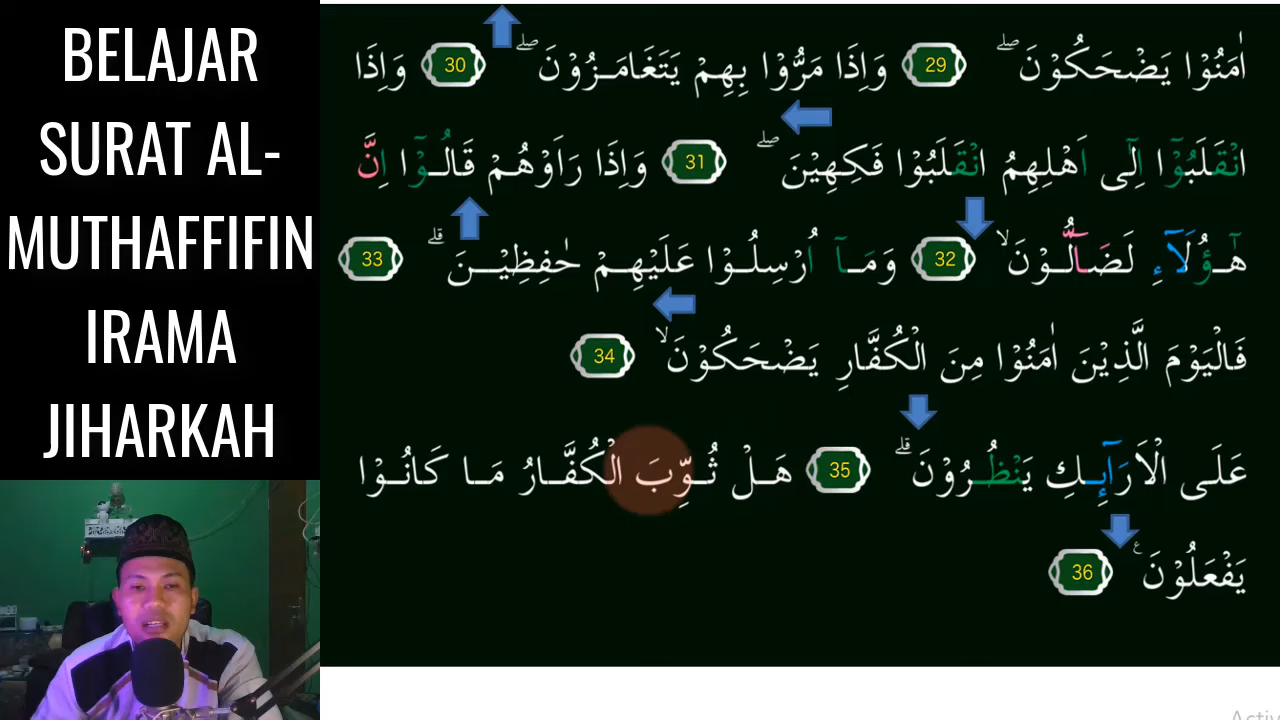 BELAJAR
SURAT AL-
MUTHAFFIFIN
IRAMA
JIHARKAH
اٰمَنُوْا يَضْحَكُوْنَۖ 29 وَاِذَا مَرُّوْا بِهِمْ يَتَغَامَزُوْنَۖ 30 وَاِذَا
انْقَلَبُوْٓا اِلٰٓى اَهْلِهِمُ انْقَلَبُوْا فَكِهِيْنَۖ 31 وَاِذَا رَاَوْهُمْ قَالُوْٓا اِنَّ
هٰٓؤُلَاۤءِ لَضَاۤلُّوْنَۙ 32 وَمَآ اُرْسِلُوْا عَلَيْهِمْ حٰفِظِيْنَۗ 33
فَالْيَوْمَ الَّذِيْنَ اٰمَنُوْا مِنَ الْكُفَّارِ يَضْحَكُوْنَۙ 34
عَلَى الْاَرَاۤىِٕكِ يَنْظُرُوْنَۗ 35 هَلْ ثُوِّبَ الْكُفَّارُ مَا كَانُوْا
يَفْعَلُوْنَ ࣖ 36
Activ